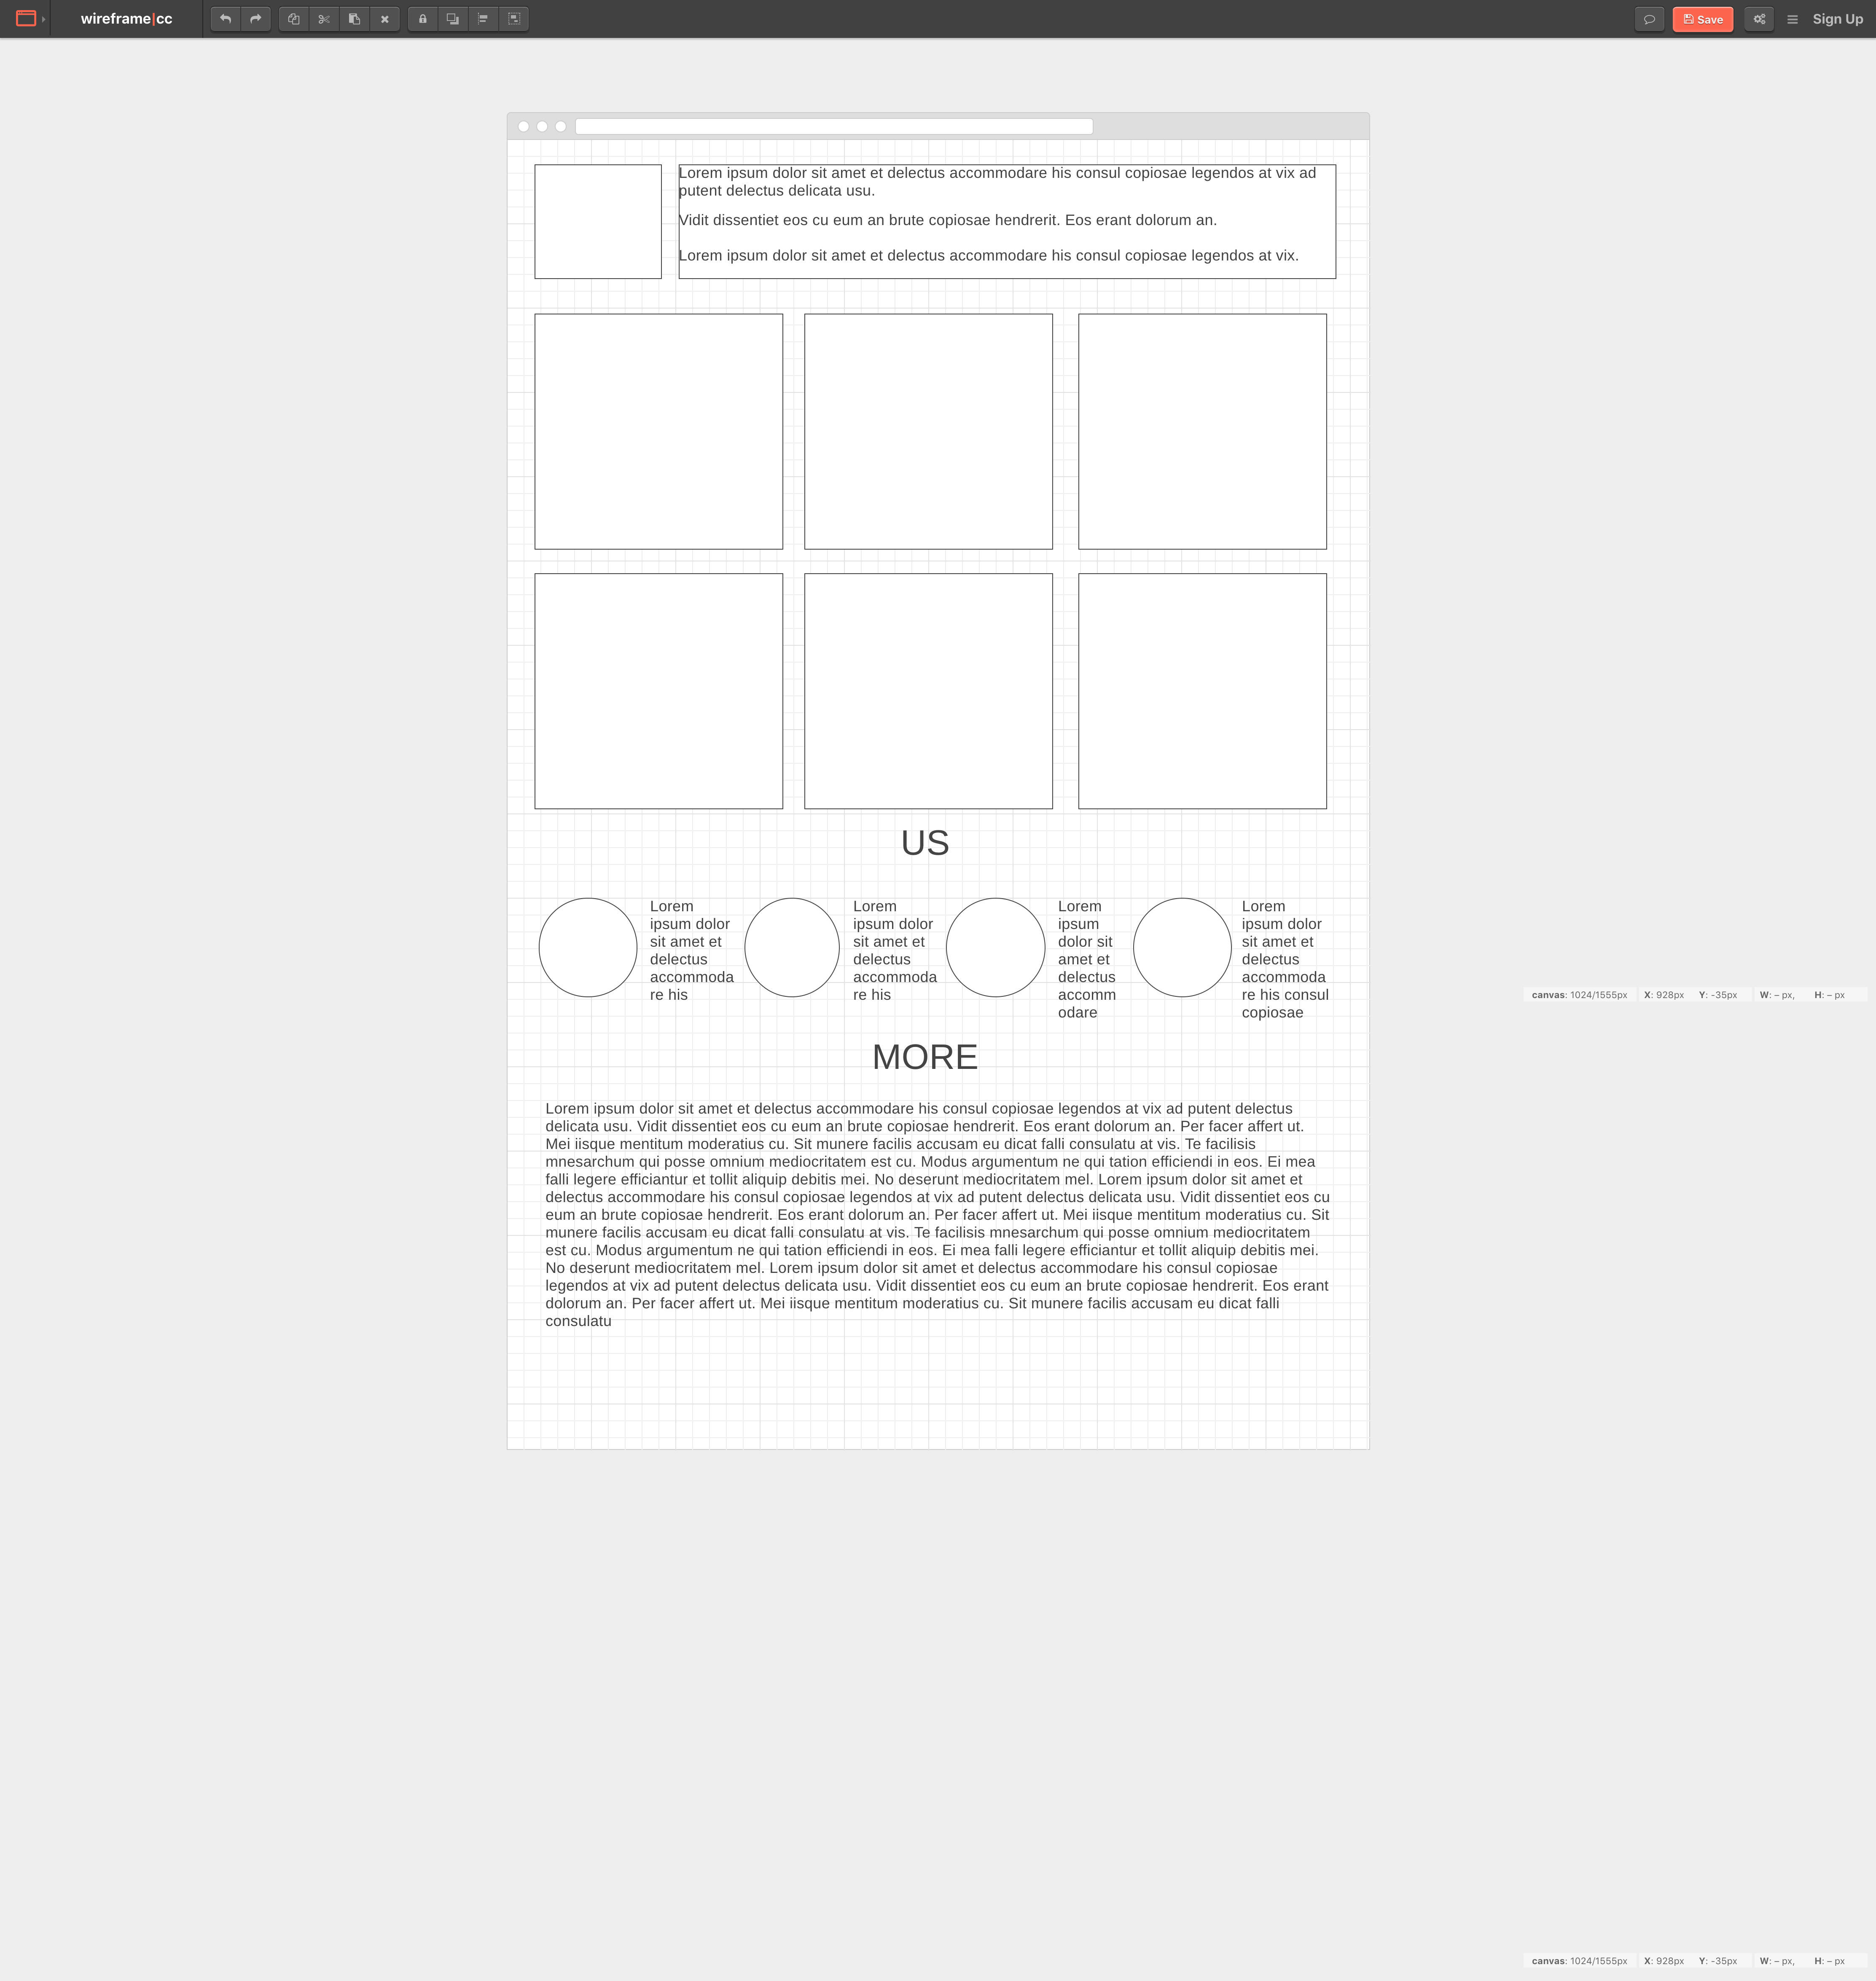 wireframe|cc
Save
Sign Up
Lorem ipsum dolor sit amet et delectus accommodare his consul copiosae legendos at vix ad
putent delectus delicata usu.
Vidit dissentiet eos cu eum an brute copiosae hendrerit. Eos erant dolorum an.
Lorem ipsum dolor sit amet et delectus accommodare his consul copiosae legendos at vix.
US
Lorem
ipsum dolor
sit amet et
delectus
accommoda
re his
Lorem
ipsum dolor
sit amet et
delectus
accommoda
re his
Lorem
ipsum
dolor sit
amet et
delectus
accomm
odare
Lorem
ipsum dolor
sit amet et
delectus
accommoda
re his consul
copiosae
canvas: 1024/1555px X: 928px Y: -35px W: – px, H: – px
MORE
Lorem ipsum dolor sit amet et delectus accommodare his consul copiosae legendos at vix ad putent delectus
delicata usu. Vidit dissentiet eos cu eum an brute copiosae hendrerit. Eos erant dolorum an. Per facer affert ut.
Mei iisque mentitum moderatius cu. Sit munere facilis accusam eu dicat falli consulatu at vis. Te facilisis
mnesarchum qui posse omnium mediocritatem est cu. Modus argumentum ne qui tation efficiendi in eos. Ei mea
falli legere efficiantur et tollit aliquip debitis mei. No deserunt mediocritatem mel. Lorem ipsum dolor sit amet et
delectus accommodare his consul copiosae legendos at vix ad putent delectus delicata usu. Vidit dissentiet eos cu
eum an brute copiosae hendrerit. Eos erant dolorum an. Per facer affert ut. Mei iisque mentitum moderatius cu. Sit
munere facilis accusam eu dicat falli consulatu at vis. Te facilisis mnesarchum qui posse omnium mediocritatem
est cu. Modus argumentum ne qui tation efficiendi in eos. Ei mea falli legere efficiantur et tollit aliquip debitis mei.
No deserunt mediocritatem mel. Lorem ipsum dolor sit amet et delectus accommodare his consul copiosae
legendos at vix ad putent delectus delicata usu. Vidit dissentiet eos cu eum an brute copiosae hendrerit. Eos erant
dolorum an. Per facer affert ut. Mei iisque mentitum moderatius cu. Sit munere facilis accusam eu dicat falli
consulatu
canvas: 1024/1555px X: 928px Y: -35px W: – px, H: – px